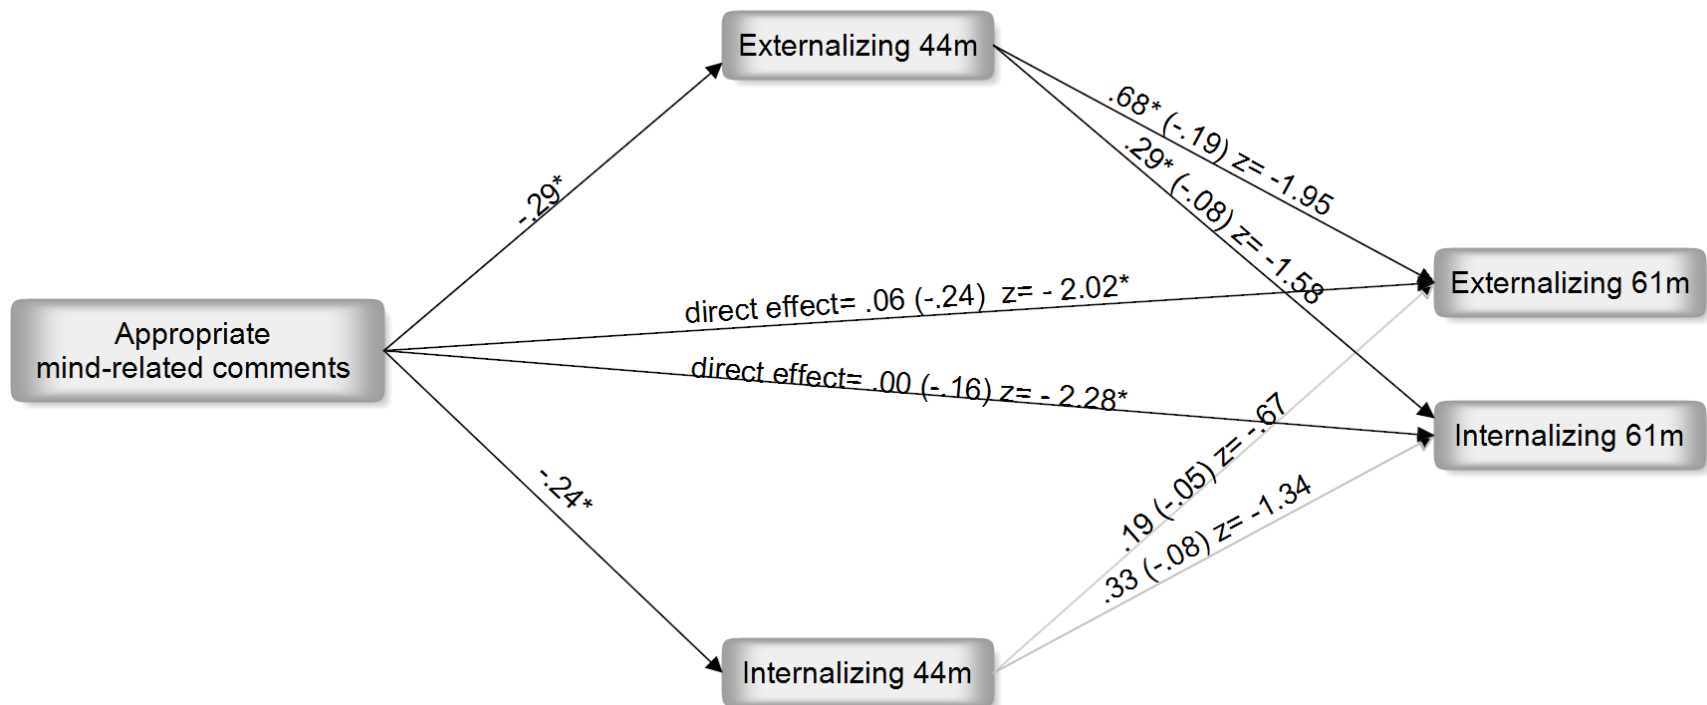 Externalizing 44m
.68* (-.19) z= -1.95
.29* (-.08) z= -1.58
-.29*
Externalizing 61m
direct effect= .06 (-.24)  z= - 2.02*
Appropriate
mind-related comments
direct effect= .00 (-.16) z= - 2.28*
Internalizing 61m
-.24*
.19 (-.05) z= -.67
.33 (-.08) z= -1.34
Internalizing 44m